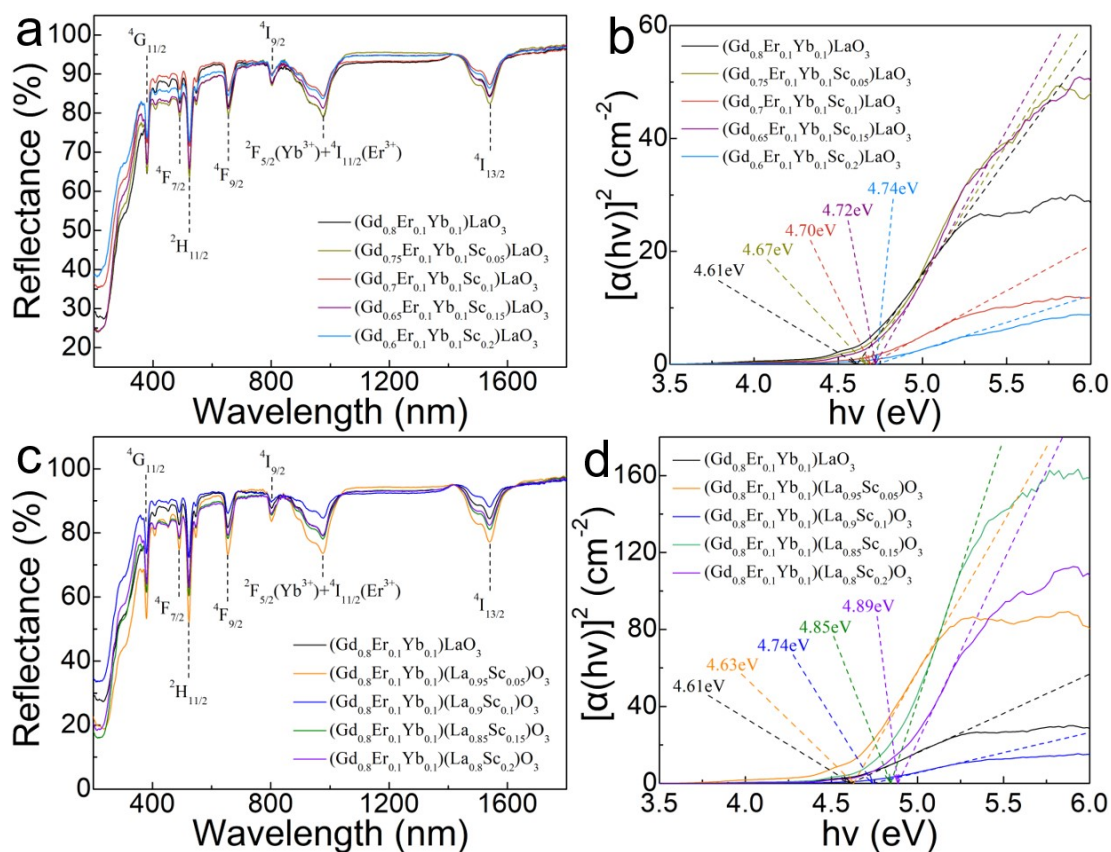 a
Reflectance (%)
100
90
80
70
60
50
40
30
20
⁴G₁₁/₂
⁴I₉/₂
⁴F₇/₂
²H₁₁/₂
⁴F₉/₂
²F₅/₂(Yb³⁺)+⁴I₁₁/₂(Er³⁺)
⁴I₁₃/₂
(Gd₀.₈Er₀.₁Yb₀.₁)LaO₃
(Gd₀.₇₅Er₀.₁Yb₀.₁Sc₀.₀₅)LaO₃
(Gd₀.₇Er₀.₁Yb₀.₁Sc₀.₁)LaO₃
(Gd₀.₆₅Er₀.₁Yb₀.₁Sc₀.₁₅)LaO₃
(Gd₀.₆Er₀.₁Yb₀.₁Sc₀.₂)LaO₃
400 800 1200 1600
Wavelength (nm)
b
[α(hν)]² (cm⁻²)
60
40
20
0
(Gd₀.₈Er₀.₁Yb₀.₁)LaO₃
(Gd₀.₇₅Er₀.₁Yb₀.₁Sc₀.₀₅)LaO₃
(Gd₀.₇Er₀.₁Yb₀.₁Sc₀.₁)LaO₃
(Gd₀.₆₅Er₀.₁Yb₀.₁Sc₀.₁₅)LaO₃
(Gd₀.₆Er₀.₁Yb₀.₁Sc₀.₂)LaO₃
4.74eV
4.72eV
4.70eV
4.67eV
4.61eV
3.5 4.0 4.5 5.0 5.5 6.0
hν (eV)
c
Reflectance (%)
100
80
60
40
20
0
⁴G₁₁/₂
⁴I₉/₂
⁴F₇/₂
²H₁₁/₂
⁴F₉/₂
²F₅/₂(Yb³⁺)+⁴I₁₁/₂(Er³⁺)
⁴I₁₃/₂
(Gd₀.₈Er₀.₁Yb₀.₁)LaO₃
(Gd₀.₈Er₀.₁Yb₀.₁)(La₀.₉₅Sc₀.₀₅)O₃
(Gd₀.₈Er₀.₁Yb₀.₁)(La₀.₉Sc₀.₁)O₃
(Gd₀.₈Er₀.₁Yb₀.₁)(La₀.₈₅Sc₀.₁₅)O₃
(Gd₀.₈Er₀.₁Yb₀.₁)(La₀.₈Sc₀.₂)O₃
400 800 1200 1600
Wavelength (nm)
d
[α(hν)]² (cm⁻²)
160
120
80
40
0
(Gd₀.₈Er₀.₁Yb₀.₁)LaO₃
(Gd₀.₈Er₀.₁Yb₀.₁)(La₀.₉₅Sc₀.₀₅)O₃
(Gd₀.₈Er₀.₁Yb₀.₁)(La₀.₉Sc₀.₁)O₃
(Gd₀.₈Er₀.₁Yb₀.₁)(La₀.₈₅Sc₀.₁₅)O₃
(Gd₀.₈Er₀.₁Yb₀.₁)(La₀.₈Sc₀.₂)O₃
4.89eV
4.85eV
4.74eV
4.63eV
4.61eV
3.5 4.0 4.5 5.0 5.5 6.0
hν (eV)